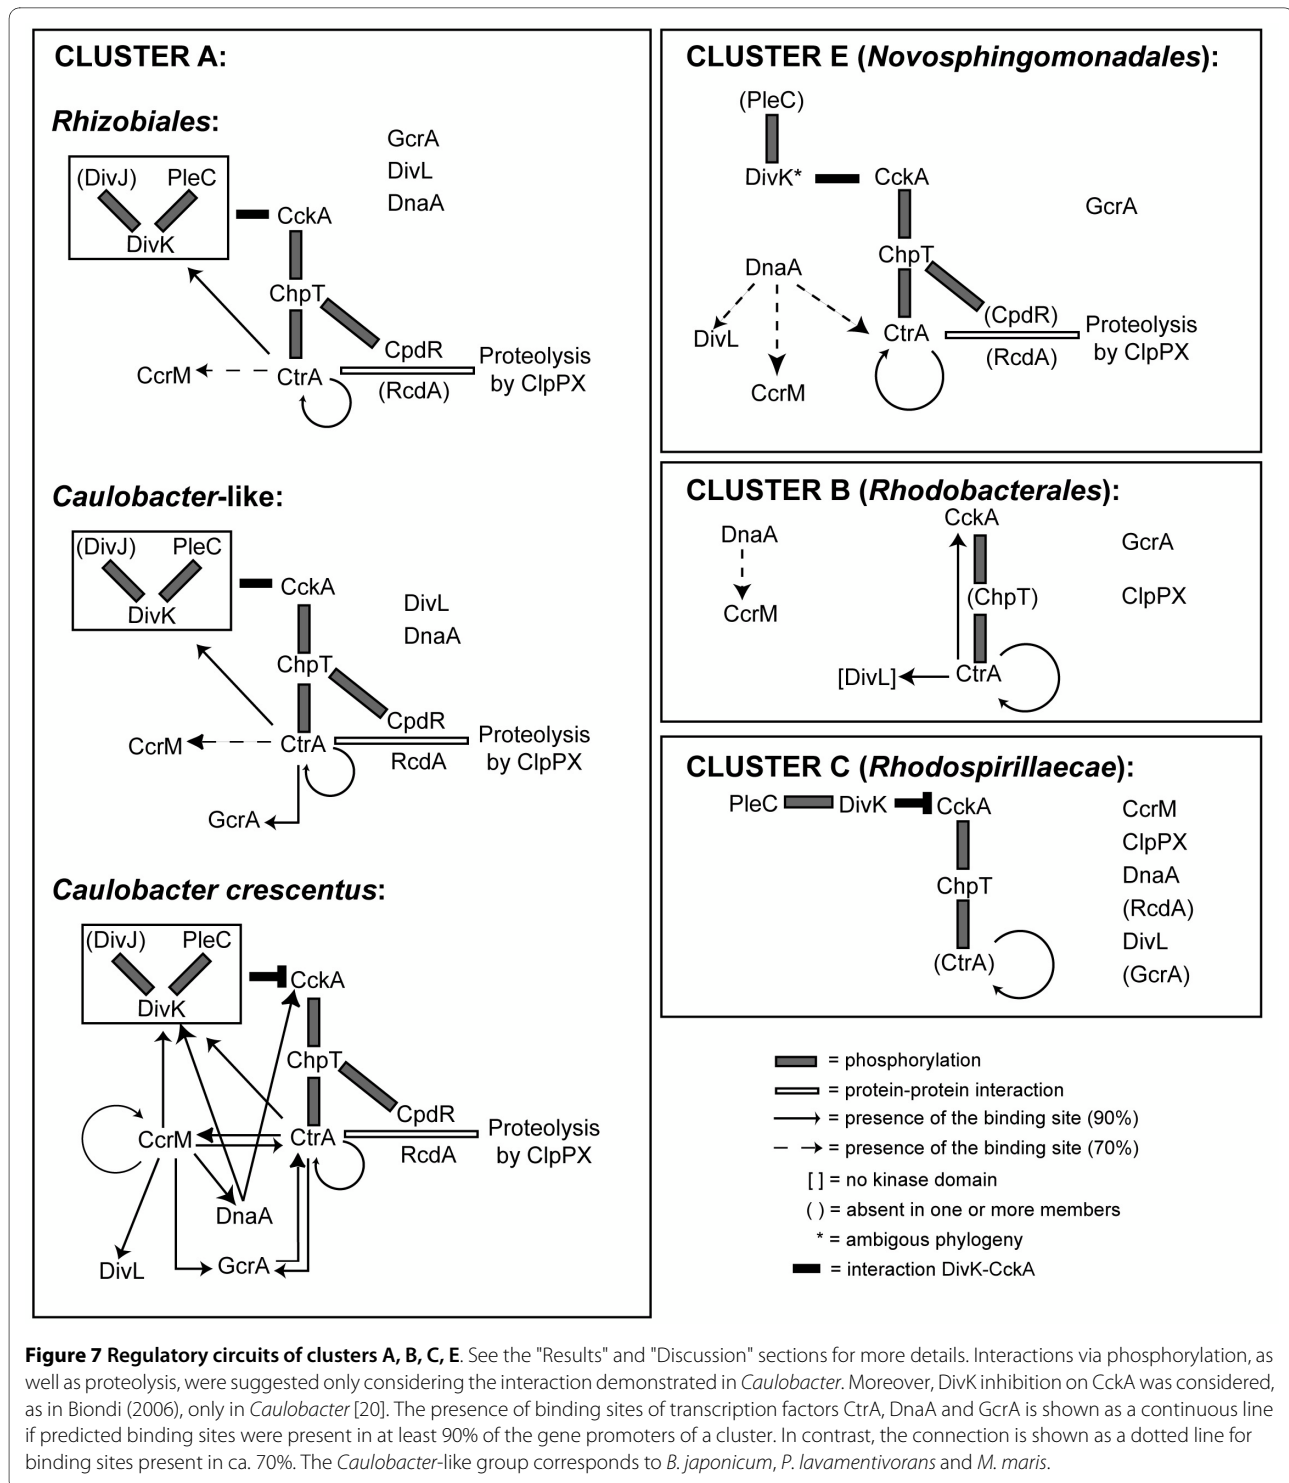 CLUSTER A:
Rhizobiales:
GcrA
DivL
DnaA
(DivJ) PleC
DivK
CckA
ChpT
CpdR
CcrM
CtrA
(RcdA)
Proteolysis
by ClpPX
Caulobacter-like:
(DivJ) PleC
DivK
CckA
DivL
DnaA
ChpT
CpdR
CcrM
CtrA
RcdA
Proteolysis
by ClpPX
GcrA
Caulobacter crescentus:
(DivJ) PleC
DivK
CckA
ChpT
CpdR
CcrM
CtrA
RcdA
Proteolysis
by ClpPX
DnaA
DivL
GcrA
CLUSTER E (Novosphingomonadales):
(PleC)
DivK*
CckA
GcrA
ChpT
DnaA
(CpdR)
DivL
CtrA
(RcdA)
Proteolysis
by ClpPX
CcrM
CLUSTER B (Rhodobacterales):
CckA
DnaA
GcrA
(ChpT)
ClpPX
CcrM
[DivL]
CtrA
CLUSTER C (Rhodospirillaecae):
PleC DivK CckA
CcrM
ClpPX
DnaA
(RcdA)
DivL
(GcrA)
ChpT
(CtrA)
= phosphorylation
= protein-protein interaction
= presence of the binding site (90%)
= presence of the binding site (70%)
[ ] = no kinase domain
( ) = absent in one or more members
* = ambigous phylogeny
= interaction DivK-CckA
Figure 7 Regulatory circuits of clusters A, B, C, E. See the "Results" and "Discussion" sections for more details. Interactions via phosphorylation, as
well as proteolysis, were suggested only considering the interaction demonstrated in Caulobacter. Moreover, DivK inhibition on CckA was considered,
as in Biondi (2006), only in Caulobacter [20]. The presence of binding sites of transcription factors CtrA, DnaA and GcrA is shown as a continuous line
if predicted binding sites were present in at least 90% of the gene promoters of a cluster. In contrast, the connection is shown as a dotted line for
binding sites present in ca. 70%. The Caulobacter-like group corresponds to B. japonicum, P. lavamentivorans and M. maris.